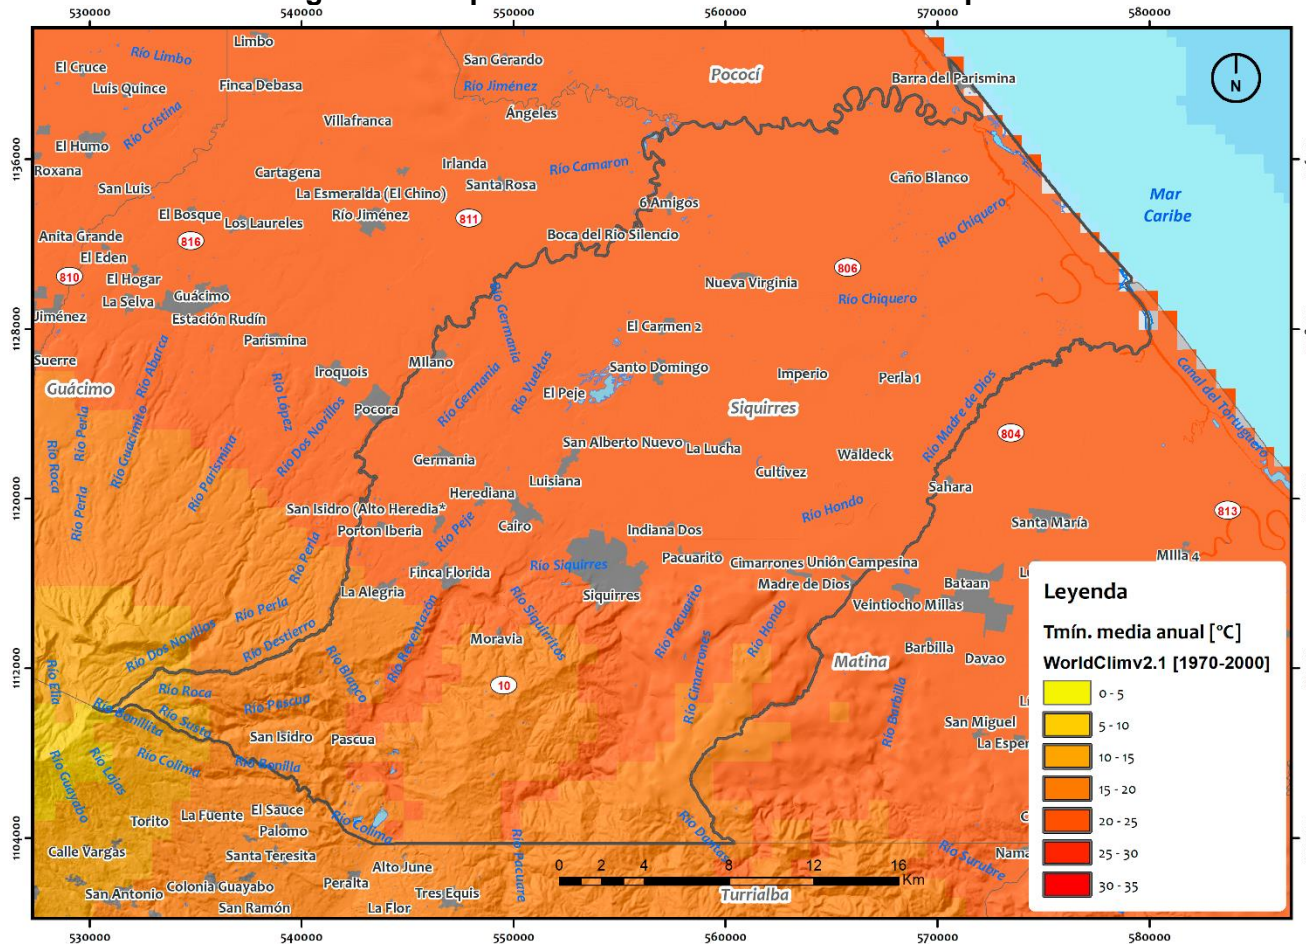 530000 540000 550000 560000 570000 580000
Limbo
Río Limbo
San Gerardo
El Cruce
Pococí
Barra del Parismina
Luis Quince
Finca Debasa
Río Jiménez
N
Río Cristina
Villafranca
Ángeles
El Humo
1136000
Irlanda
Río Camaron
Roxana
Cartagena
Caño Blanco
San Luis
La Esmeralda (El Chino)
Santa Rosa
Mar
Caribe
6 Amigos
El Bosque
Los Laureles
Río Jiménez
811
Río Chiquero
Anita Grande
816
Boca del Río Silencio
El Eden
810
El Hogar
806
Nueva Virginia
La Selva
Guácimo
Río Chiquero
Jiménez
Estación Rudín
Río Germania
El Carmen 2
1128000
Parismina
Suerre
Milano
Río Abarca
Iroquois
Santo Domingo
Imperio
Perla 1
Guácimo
Río Vueltas
Canal del Tortuguero
El Peje
Río Germania
Río López
Pocora
Siquirres
Río Perla
Río Guacimito
Río Dos Novillos
Río Madre de Dios
804
Río Roca
Río Parismina
San Alberto Nuevo
La Lucha
Waldeck
Germania
Cultivez
Luisiana
Sahara
Río Perla
Herediana
1120000
San Isidro (Alto Heredia*
Río Hondo
813
Porton Iberia
Río Peje
Cairo
Indiana Dos
Santa María
Río Perla
Pacuarito
Cimarrones
Unión Campesina
Milla 4
Río Siquirres
Finca Florida
La Alegria
Madre de Dios
Bataan
Siquirres
Veintiocho Millas
Río Perla
Río Siquirritos
Río Pacuarito
Río Hondo
Río Dos Novillos
Río Destierro
Río Reventazón
Moravia
Barbilla
Matina
Davao
1112000
Río Elia
Río Roca
Río Blanco
10
Río Cimarrones
Río Barbilla
Río Pascua
Río Bonillita
Río Susto
San Miguel
San Isidro
Pascua
La Esper
Río Guayabo
Río Lajas
Río Colima
Río Bonilla
La Fuente
El Sauce
Torito
Palomo
Río Colima
1104000
Río Dantas
Calle Vargas
Santa Teresita
Alto June
Río Pacuare
Río Surubre
Nama
Colonia Guayabo
Peralta
San Antonio
Tres Equis
Turrialba
San Ramón
La Flor
0 2 4 8 12 16
Km
Leyenda
Tmín. media anual [°C]
WorldClimv2.1 [1970-2000]
0 - 5
5 - 10
10 - 15
15 - 20
20 - 25
25 - 30
30 - 35
530000 540000 550000 560000 570000 580000